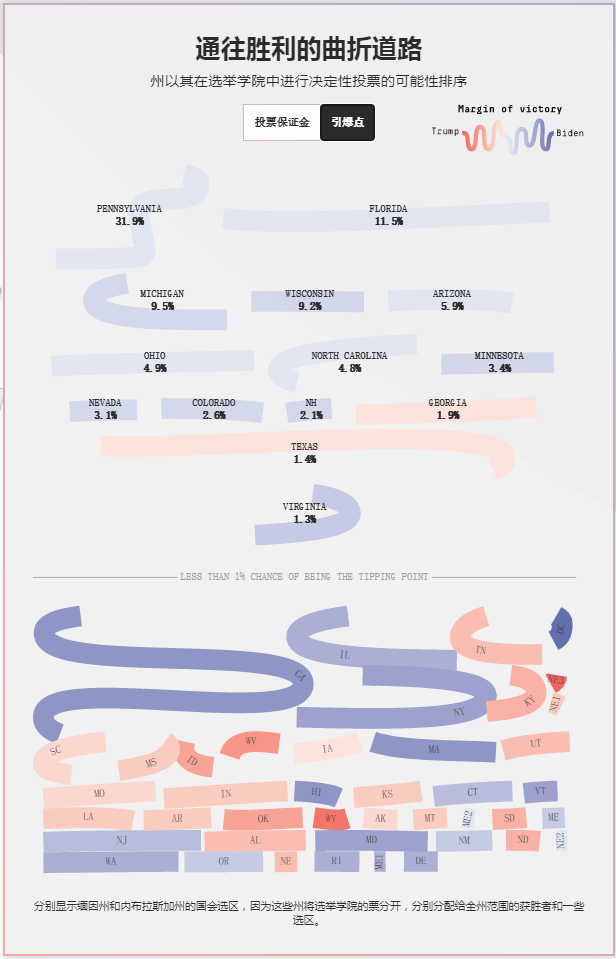 通往胜利的曲折道路
州以其在选举学院中进行决定性投票的可能性排序
投票保证金
引爆点
Margin of victory
Trump
Biden
PENNSYLVANIA
31.9%
FLORIDA
11.5%
MICHIGAN
9.5%
WISCONSIN
9.2%
ARIZONA
5.9%
OHIO
4.9%
NORTH CAROLINA
4.8%
MINNESOTA
3.4%
NEVADA
3.1%
COLORADO
2.6%
NH
2.1%
GEORGIA
1.9%
TEXAS
1.4%
VIRGINIA
1.3%
LESS THAN 1% CHANCE OF BEING THE TIPPING POINT
CA
IL
TN
DC
NY
KY
NE3
NE1
SC
MS
ID
WV
IA
MA
UT
MO
IN
HI
KS
CT
VT
LA
AR
OK
WY
AK
MT
ME2
SD
ME
NJ
AL
MD
NM
ND
NE2
WA
OR
NE
RI
ME1
DE
分别显示缅因州和内布拉斯加州的国会选区，因为这些州将选举学院的票分开，分别分配给全州范围的获胜者和一些
选区。